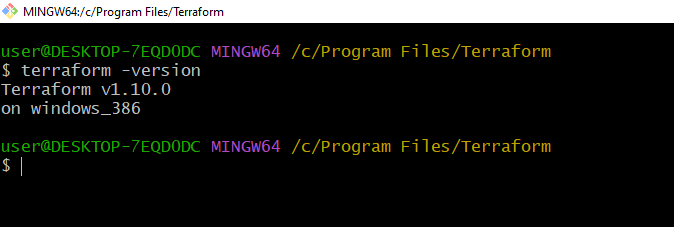 MINGW64:/c/Program Files/Terraform
user@DESKTOP-7EQD0DC MINGW64 /c/Program Files/Terraform
$ terraform -version
Terraform v1.10.0
on windows_386
user@DESKTOP-7EQD0DC MINGW64 /c/Program Files/Terraform
$